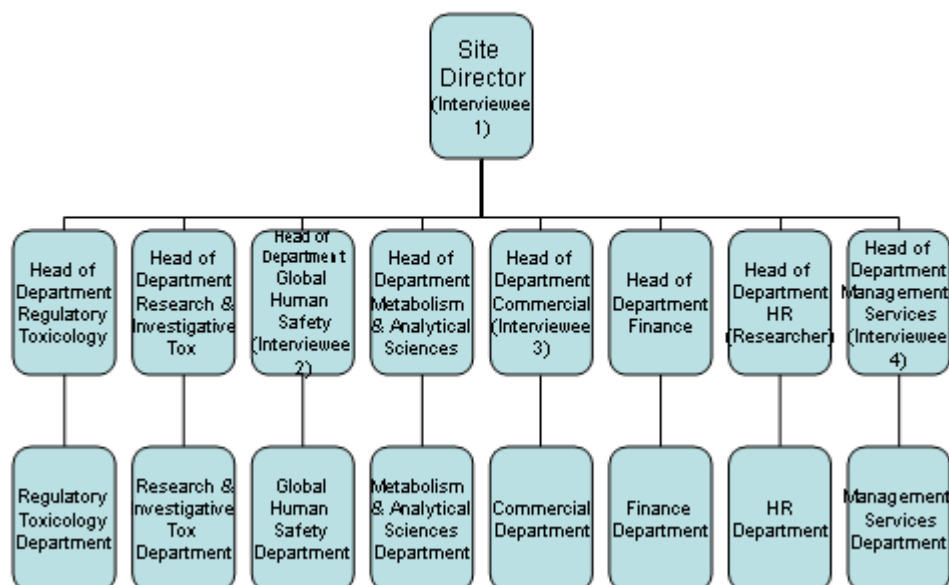 Site
Director
(Interviewee
1)
Head of
Department
Regulatory
Toxicology
Head of
Department
Research &
Investigative
Tox
Head of
Department
Global
Human
Safety
(Interviewee
2)
Head of
Department
Metabolism
& Analytical
Sciences
Head of
Department
Commercial
(Interviewee
3)
Head of
Department
Finance
Head of
Department
HR
(Researcher)
Head of
Department
Management
Services
(Interviewee
4)
Regulatory
Toxicology
Department
Research &
Investigative
Tox
Department
Global
Human
Safety
Department
Metabolism
& Analytical
Sciences
Department
Commercial
Department
Finance
Department
HR
Department
Management
Services
Department